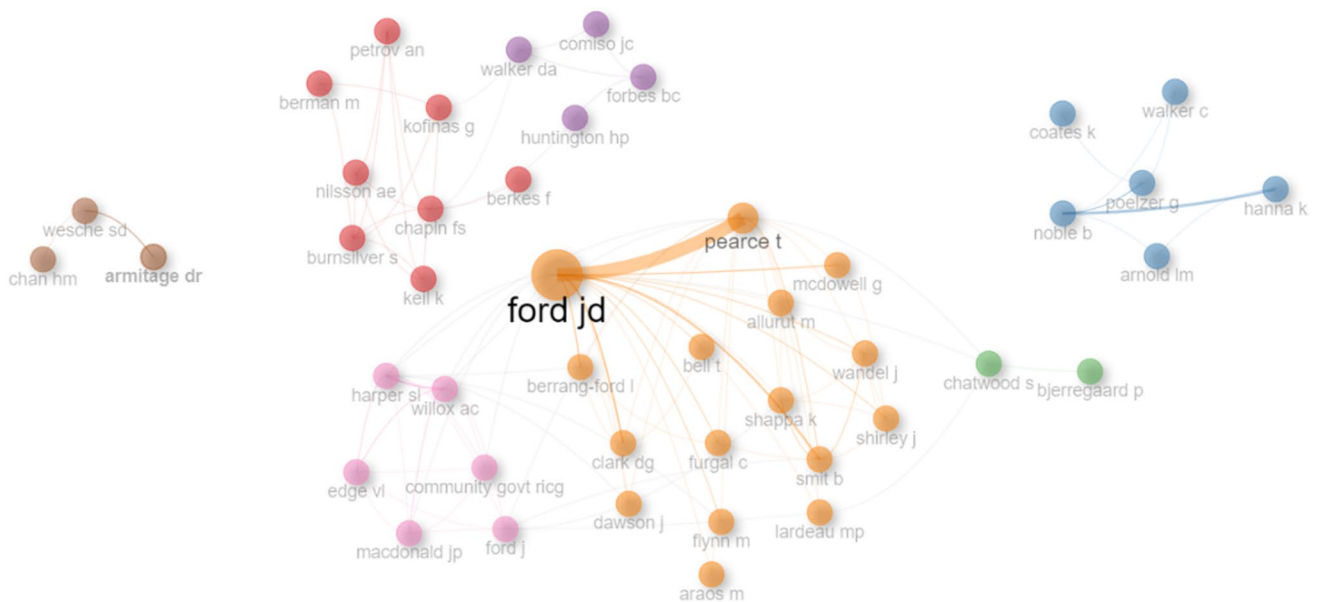 petrov an
comiso jc
walker da
berman m
forbes bc
kofinas g
huntington hp
walker c
coates k
nilsson ae
berkes f
chapin fs
poelzer g
hanna k
noble b
wesche sd
chan hm
armitage dr
burnsilver s
kell k
pearce t
arnold lm
mcdowell g
ford jd
allurut m
bell t
wandel j
berrang-ford l
harper sl
willox ac
chatwood s
bjerregaard p
shappa k
shirley j
clark dg
furgal c
smit b
edge vl
community govt ricg
dawson j
flynn m
lardeau mp
macdonald jp
ford j
araos m